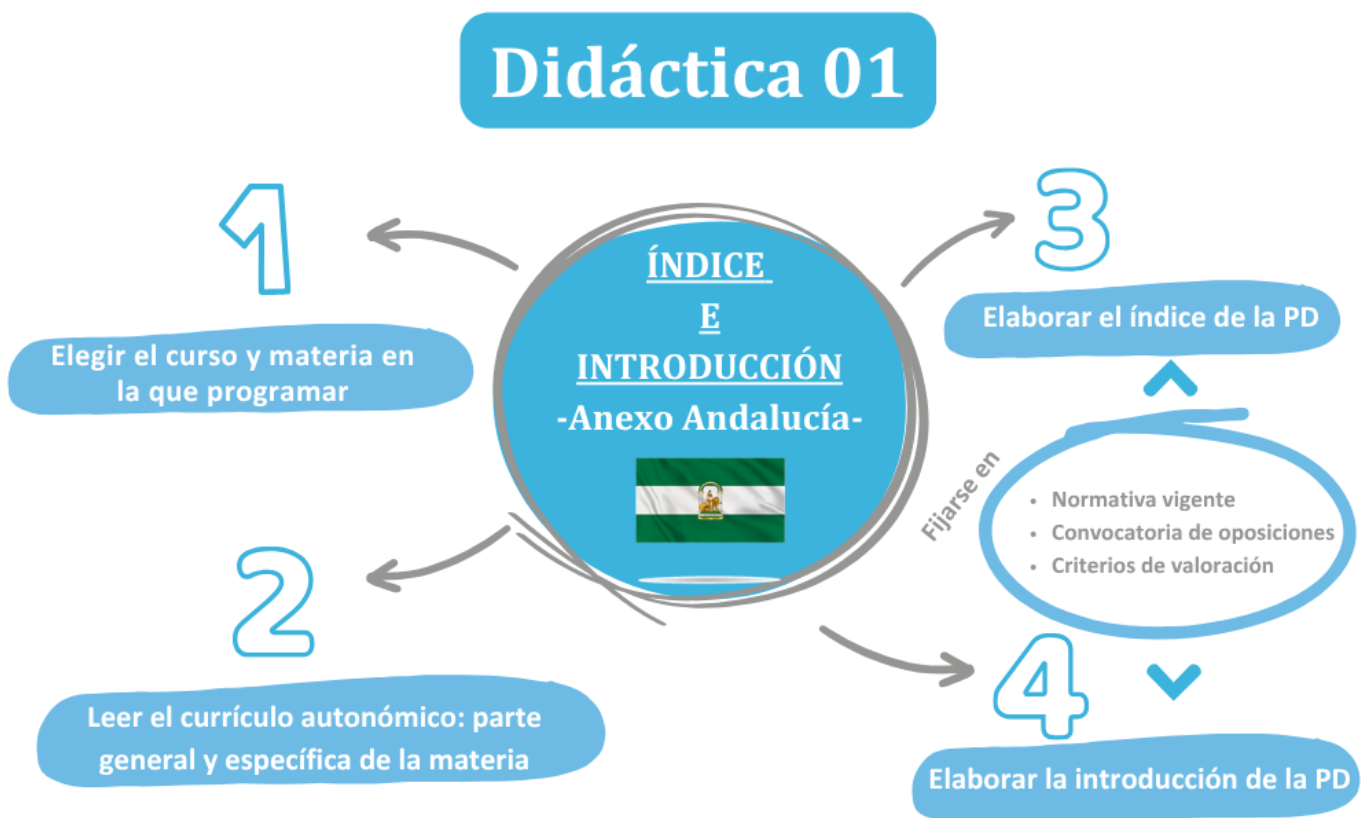 Didáctica 01
1
Elegir el curso y materia en
la que programar
2
Leer el currículo autonómico: parte
general y específica de la materia
ÍNDICE
E
INTRODUCCIÓN
-Anexo Andalucía-
3
Elaborar el índice de la PD
Fijarse en
• Normativa vigente
• Convocatoria de oposiciones
• Criterios de valoración
4
Elaborar la introducción de la PD